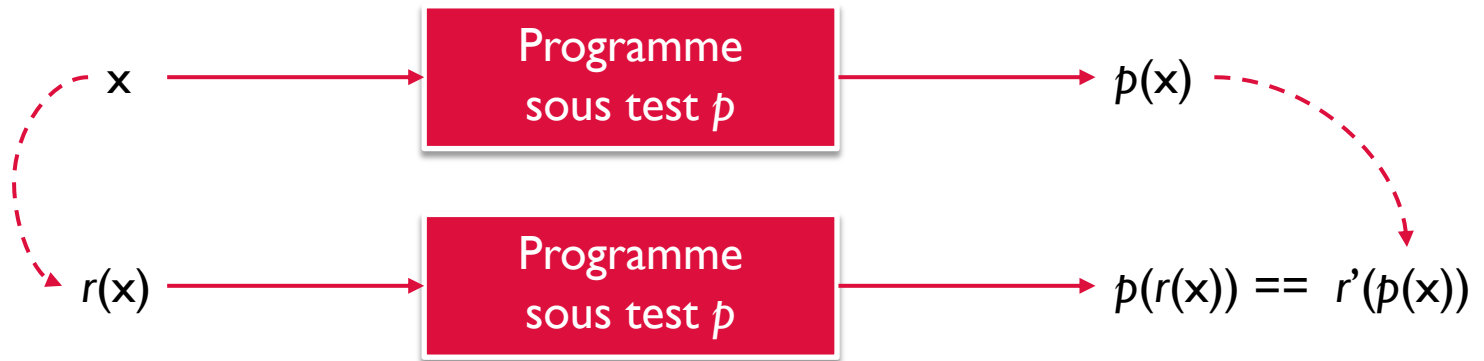 x
Programme
sous test p
p(x)
r(x)
Programme
sous test p
p(r(x)) == r’(p(x))